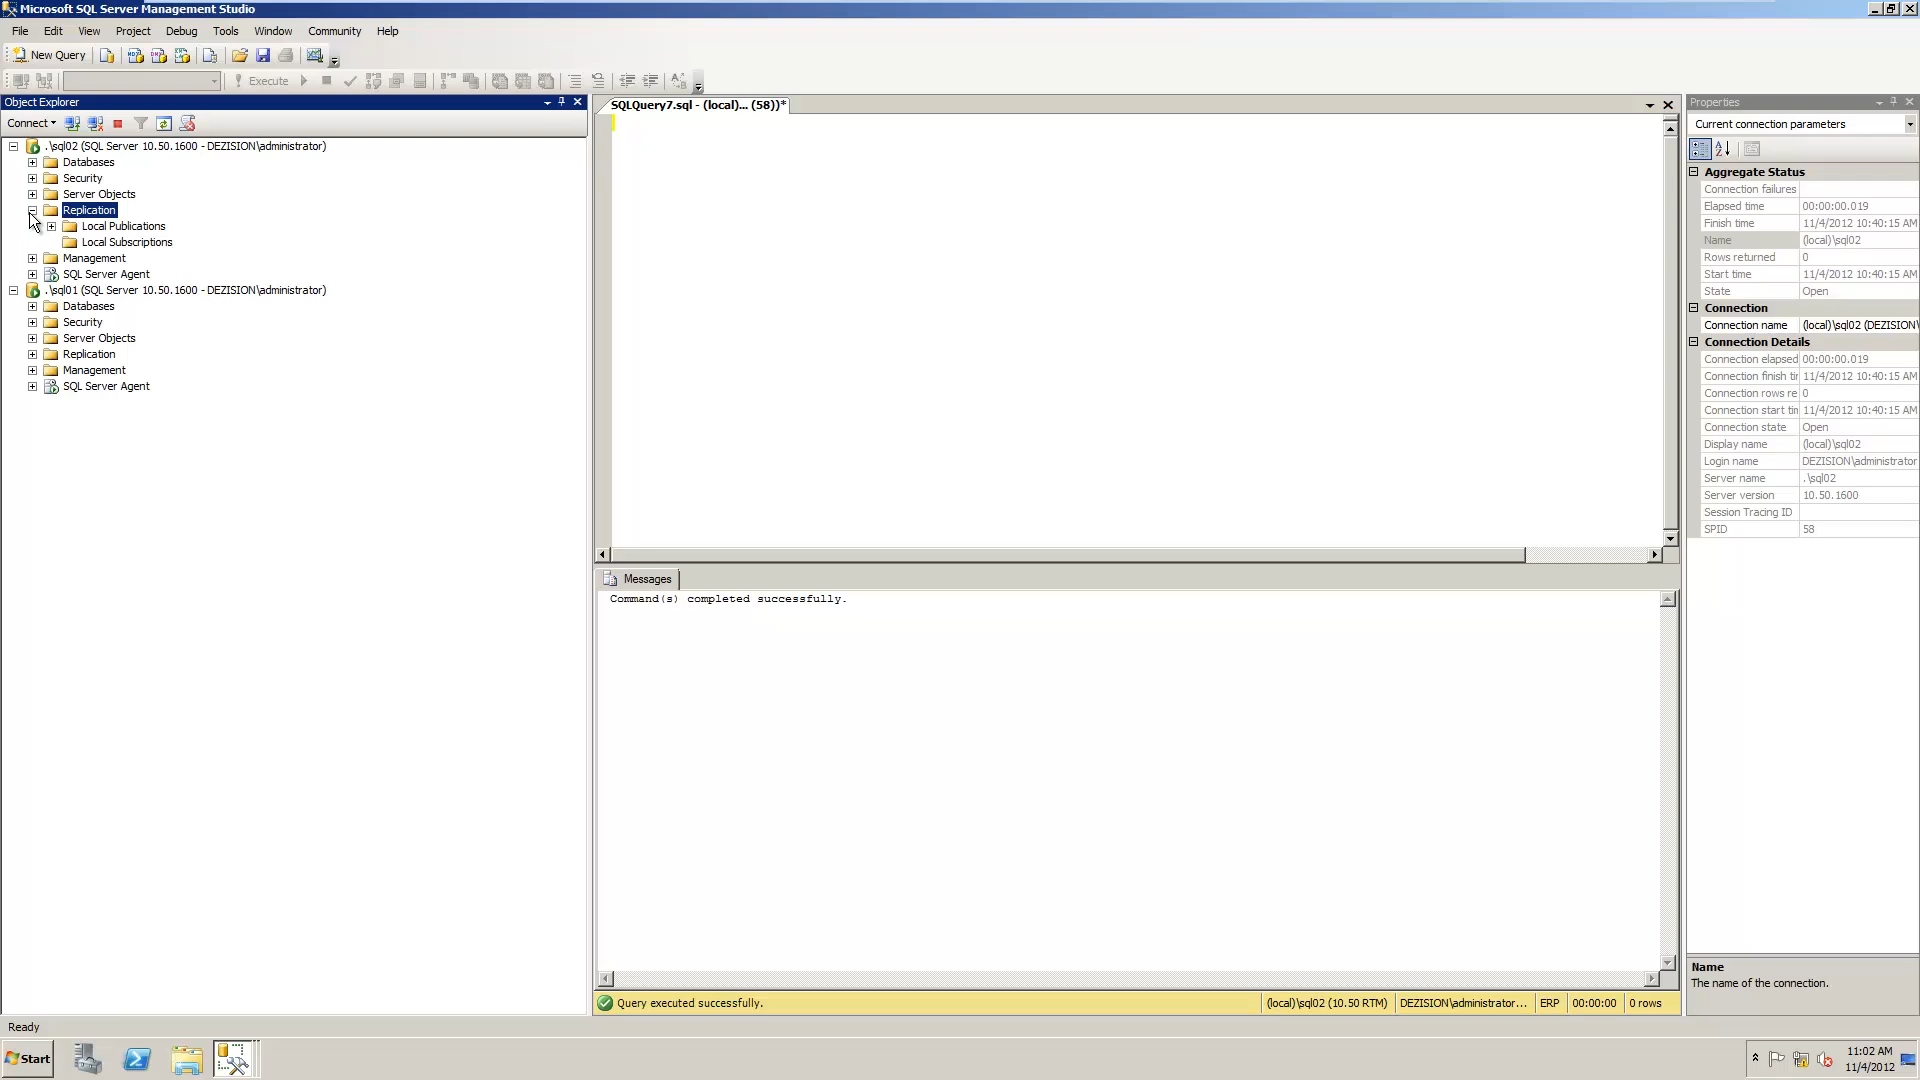 Microsoft SQL Server Management Studio
File Edit View Project Debug Tools Window Community Help
New Query
Execute
Object Explorer
Connect
.\sql02 (SQL Server 10.50.1600 - DEZISION\administrator)
Databases
Security
Server Objects
Replication
Local Publications
Local Subscriptions
Management
SQL Server Agent
.\sql01 (SQL Server 10.50.1600 - DEZISION\administrator)
Databases
Security
Server Objects
Replication
Management
SQL Server Agent
SQLQuery7.sql - (local)... (58))*
Messages
Command(s) completed successfully.
Query executed successfully.
(local)\sql02 (10.50 RTM) DEZISION\administrator... ERP 00:00:00 0 rows
Properties
Current connection parameters
Aggregate Status
Connection failures
Elapsed time 00:00:00.019
Finish time 11/4/2012 10:40:15 AM
Name (local)\sql02
Rows returned 0
Start time 11/4/2012 10:40:15 AM
State Open
Connection
Connection name (local)\sql02 (DEZISION\
Connection Details
Connection elapsed 00:00:00.019
Connection finish tir 11/4/2012 10:40:15 AM
Connection rows re 0
Connection start tin 11/4/2012 10:40:15 AM
Connection state Open
Display name (local)\sql02
Login name DEZISION\administrator
Server name .\sql02
Server version 10.50.1600
Session Tracing ID
SPID 58
Name
The name of the connection.
Ready
Start
11:02 AM
11/4/2012